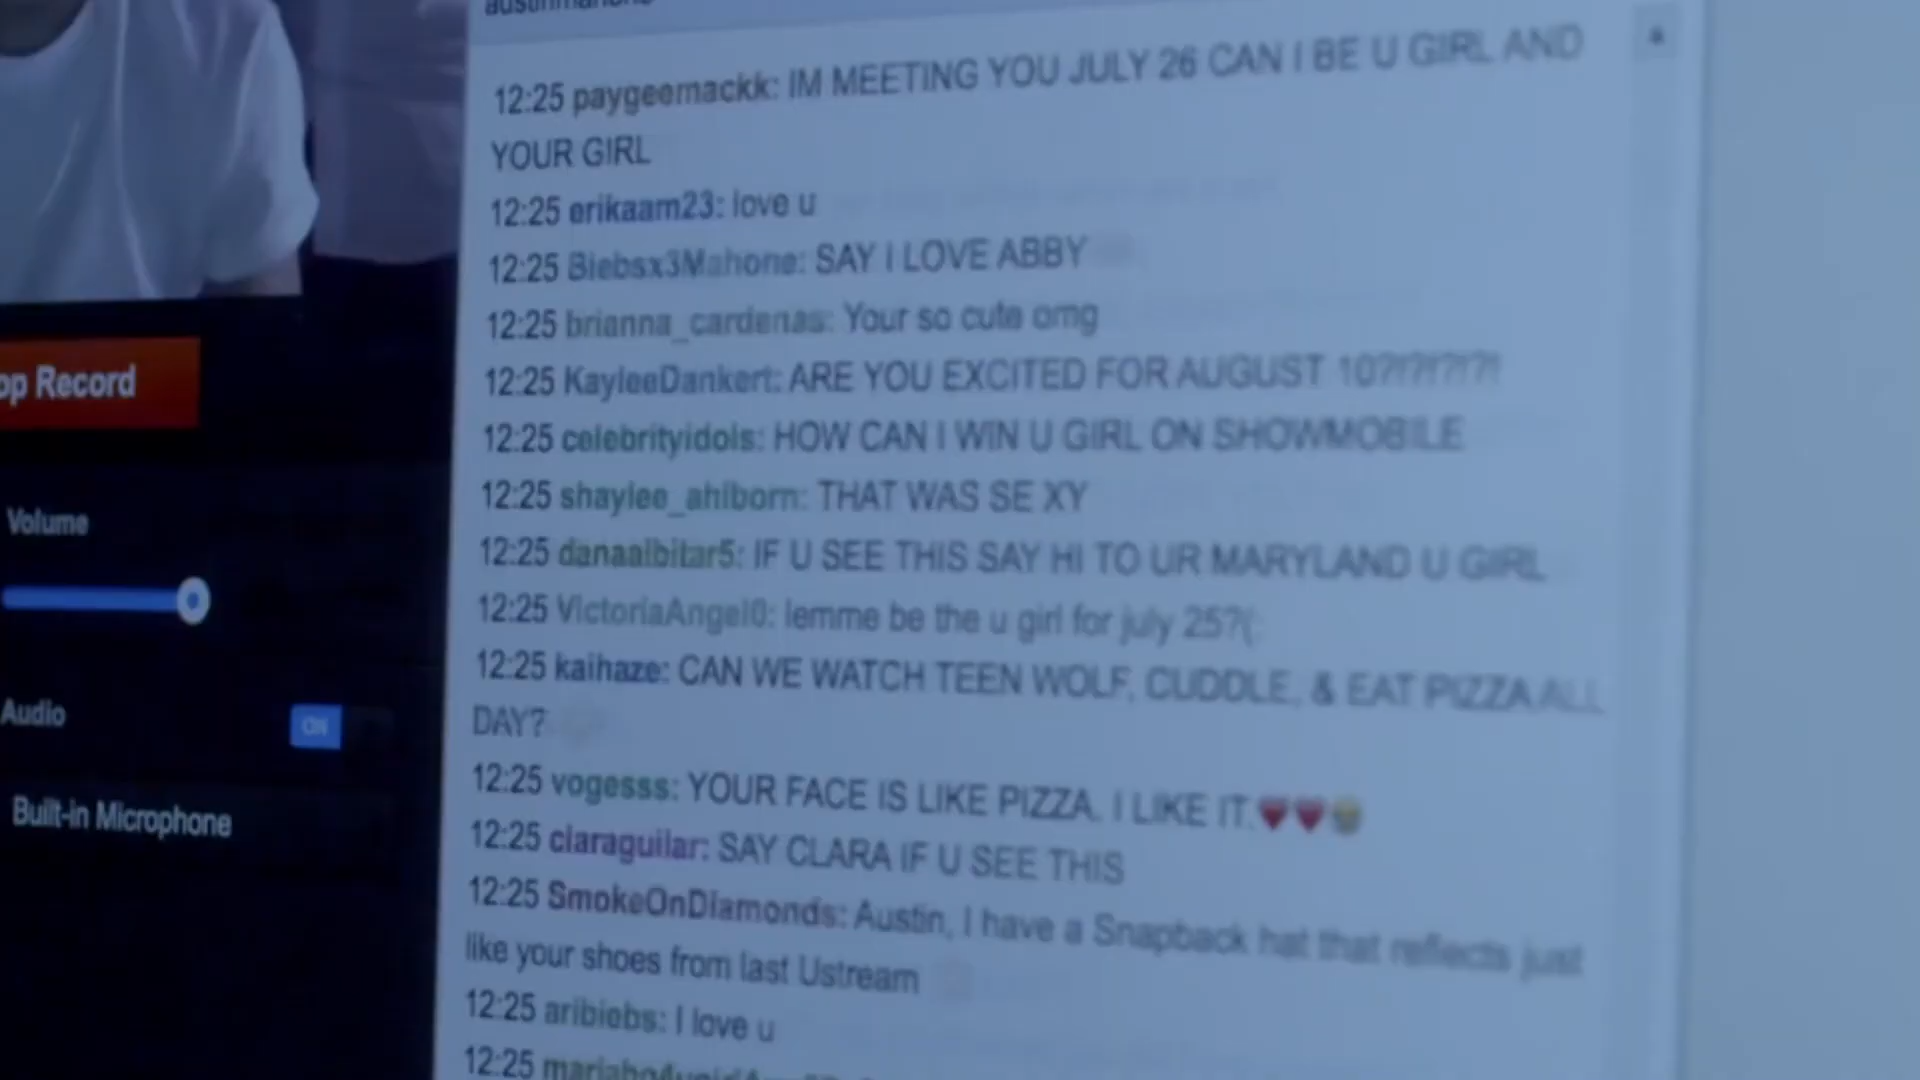 austinmahone
12:25 paygeemackk: IM MEETING YOU JULY 26 CAN I BE U GIRL AND
YOUR GIRL
12:25 erikaam23: love u
12:25 Biebsx3Mahone: SAY I LOVE ABBY
12:25 brianna_cardenas: Your so cute omg
12:25 KayleeDankert: ARE YOU EXCITED FOR AUGUST 10?!?!?!?!?!
12:25 celebrityidols: HOW CAN I WIN U GIRL ON SHOWMOBILE
12:25 shaylee_ahlborn: THAT WAS SE XY
12:25 danaalbitar5: IF U SEE THIS SAY HI TO UR MARYLAND U GIRL
12:25 VictoriaAngel0: lemme be the u girl for july 25?(:
12:25 kaihaze: CAN WE WATCH TEEN WOLF, CUDDLE, & EAT PIZZA ALL
DAY?
12:25 vogesss: YOUR FACE IS LIKE PIZZA. I LIKE IT.
12:25 claraguilar: SAY CLARA IF U SEE THIS
12:25 SmokeOnDiamonds: Austin, I have a Snapback hat that reflects just
like your shoes from last Ustream
12:25 aribiebs: I love u
12:25
op Record
Volume
Audio
ON
Built-in Microphone